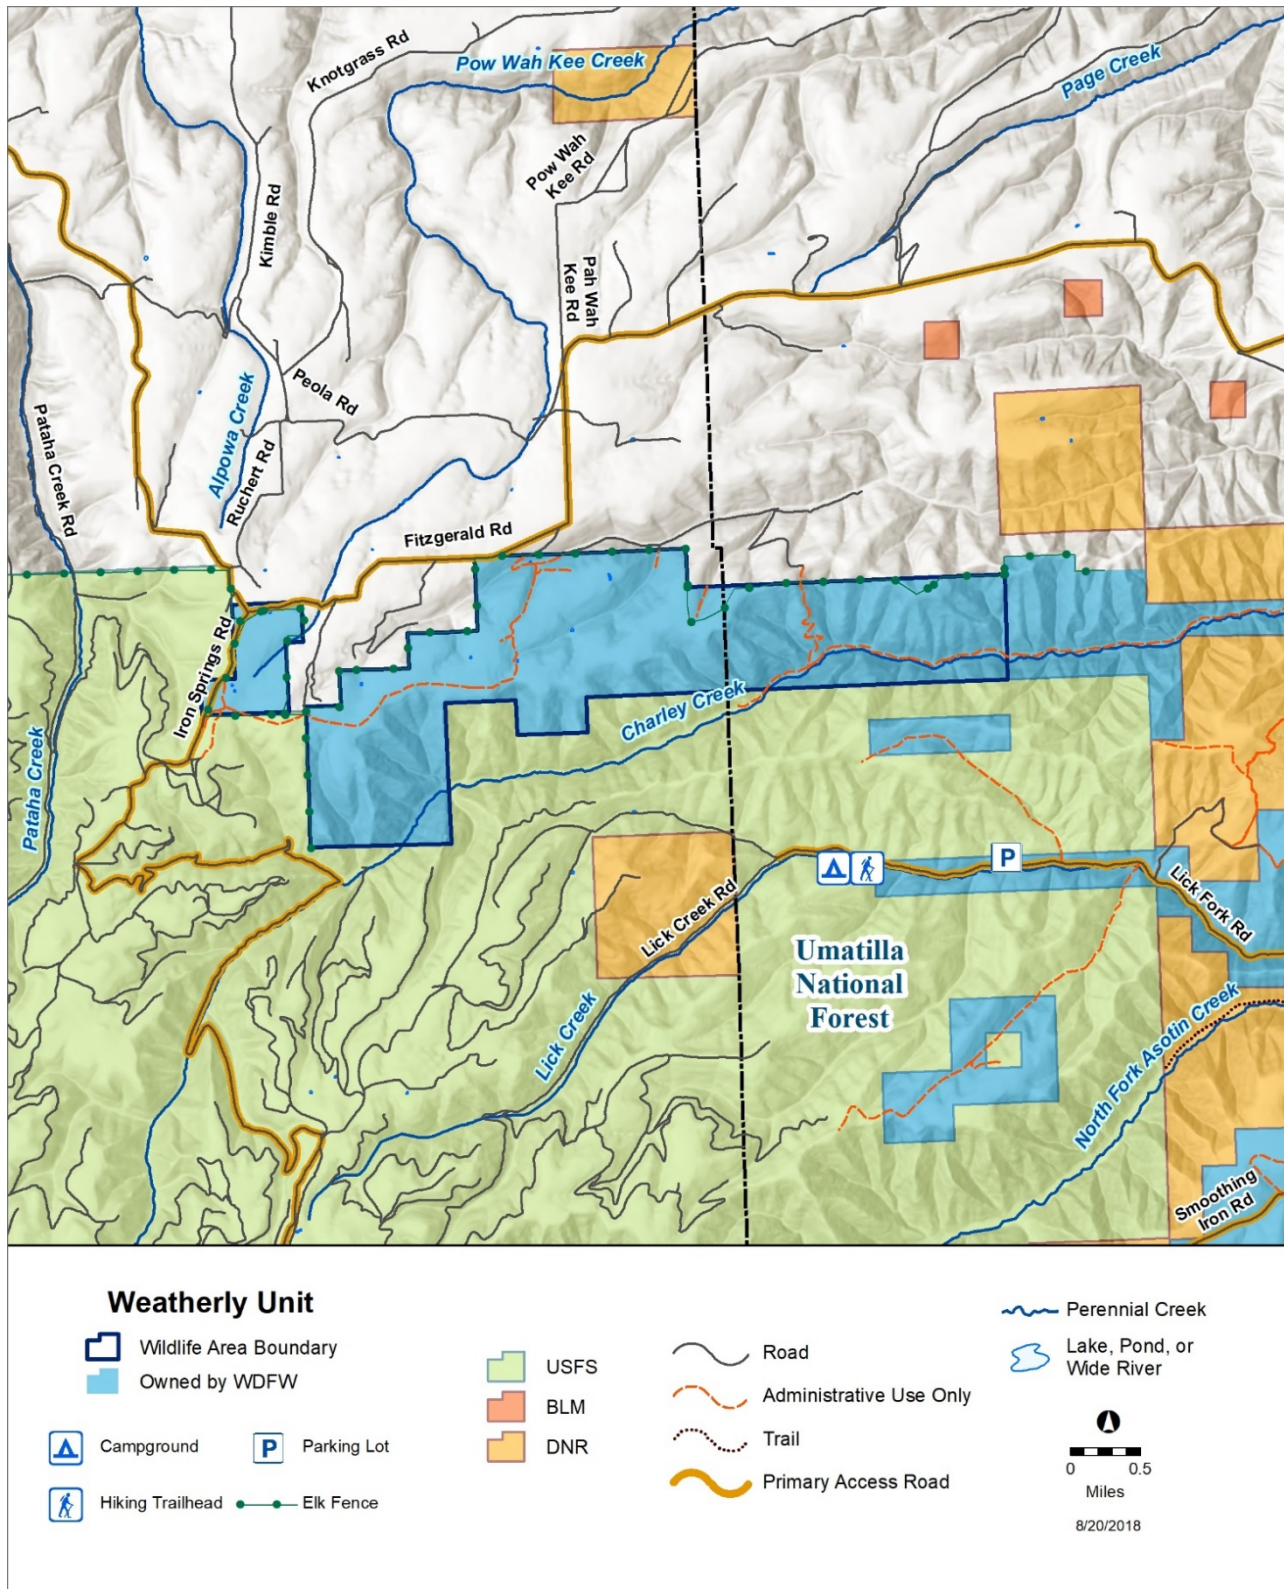 Knotgrass Rd
Pow Wah Kee Creek
Page Creek
Pow Wah
Kee Rd
Kimble Rd
Pah Wah
Kee Rd
Peola Rd
Alpowa Creek
Pataha Creek Rd
Ruchert Rd
Fitzgerald Rd
Iron Springs Rd
Charley Creek
Pataha Creek
P
Lick Creek Rd
Lick Fork Rd
Umatilla
National
Forest
Lick Creek
North Fork Asotin Creek
Smoothing
Iron Rd
Weatherly Unit
Wildlife Area Boundary
Owned by WDFW
Campground
P
Parking Lot
Hiking Trailhead
Elk Fence
USFS
BLM
DNR
Road
Administrative Use Only
Trail
Primary Access Road
Perennial Creek
Lake, Pond, or
Wide River
0 0.5
Miles
8/20/2018